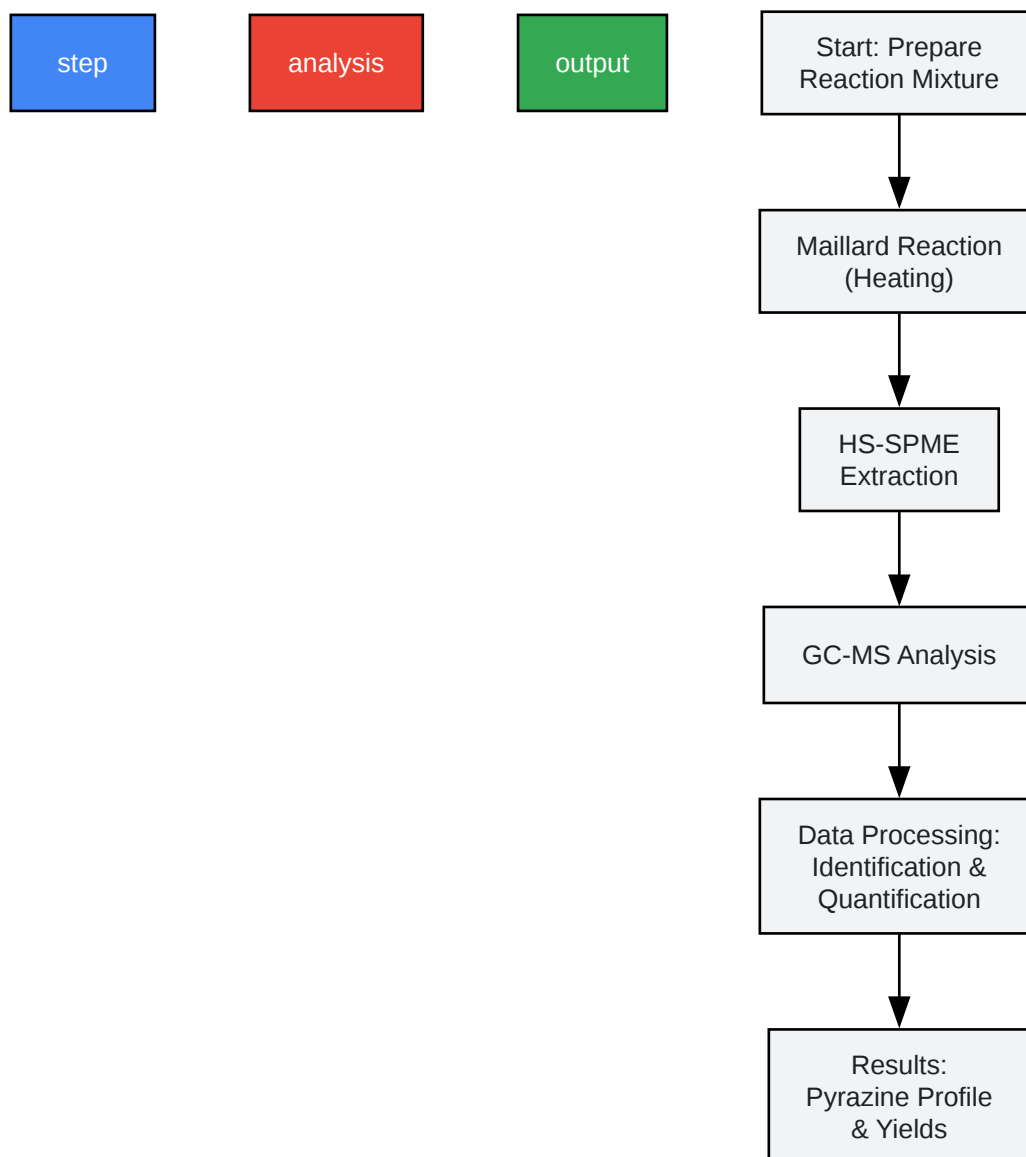 step
analysis
output
Start: Prepare
Reaction Mixture
Maillard Reaction
(Heating)
HS-SPME
Extraction
GC-MS Analysis
Data Processing:
Identification &
Quantification
Results:
Pyrazine Profile
& Yields